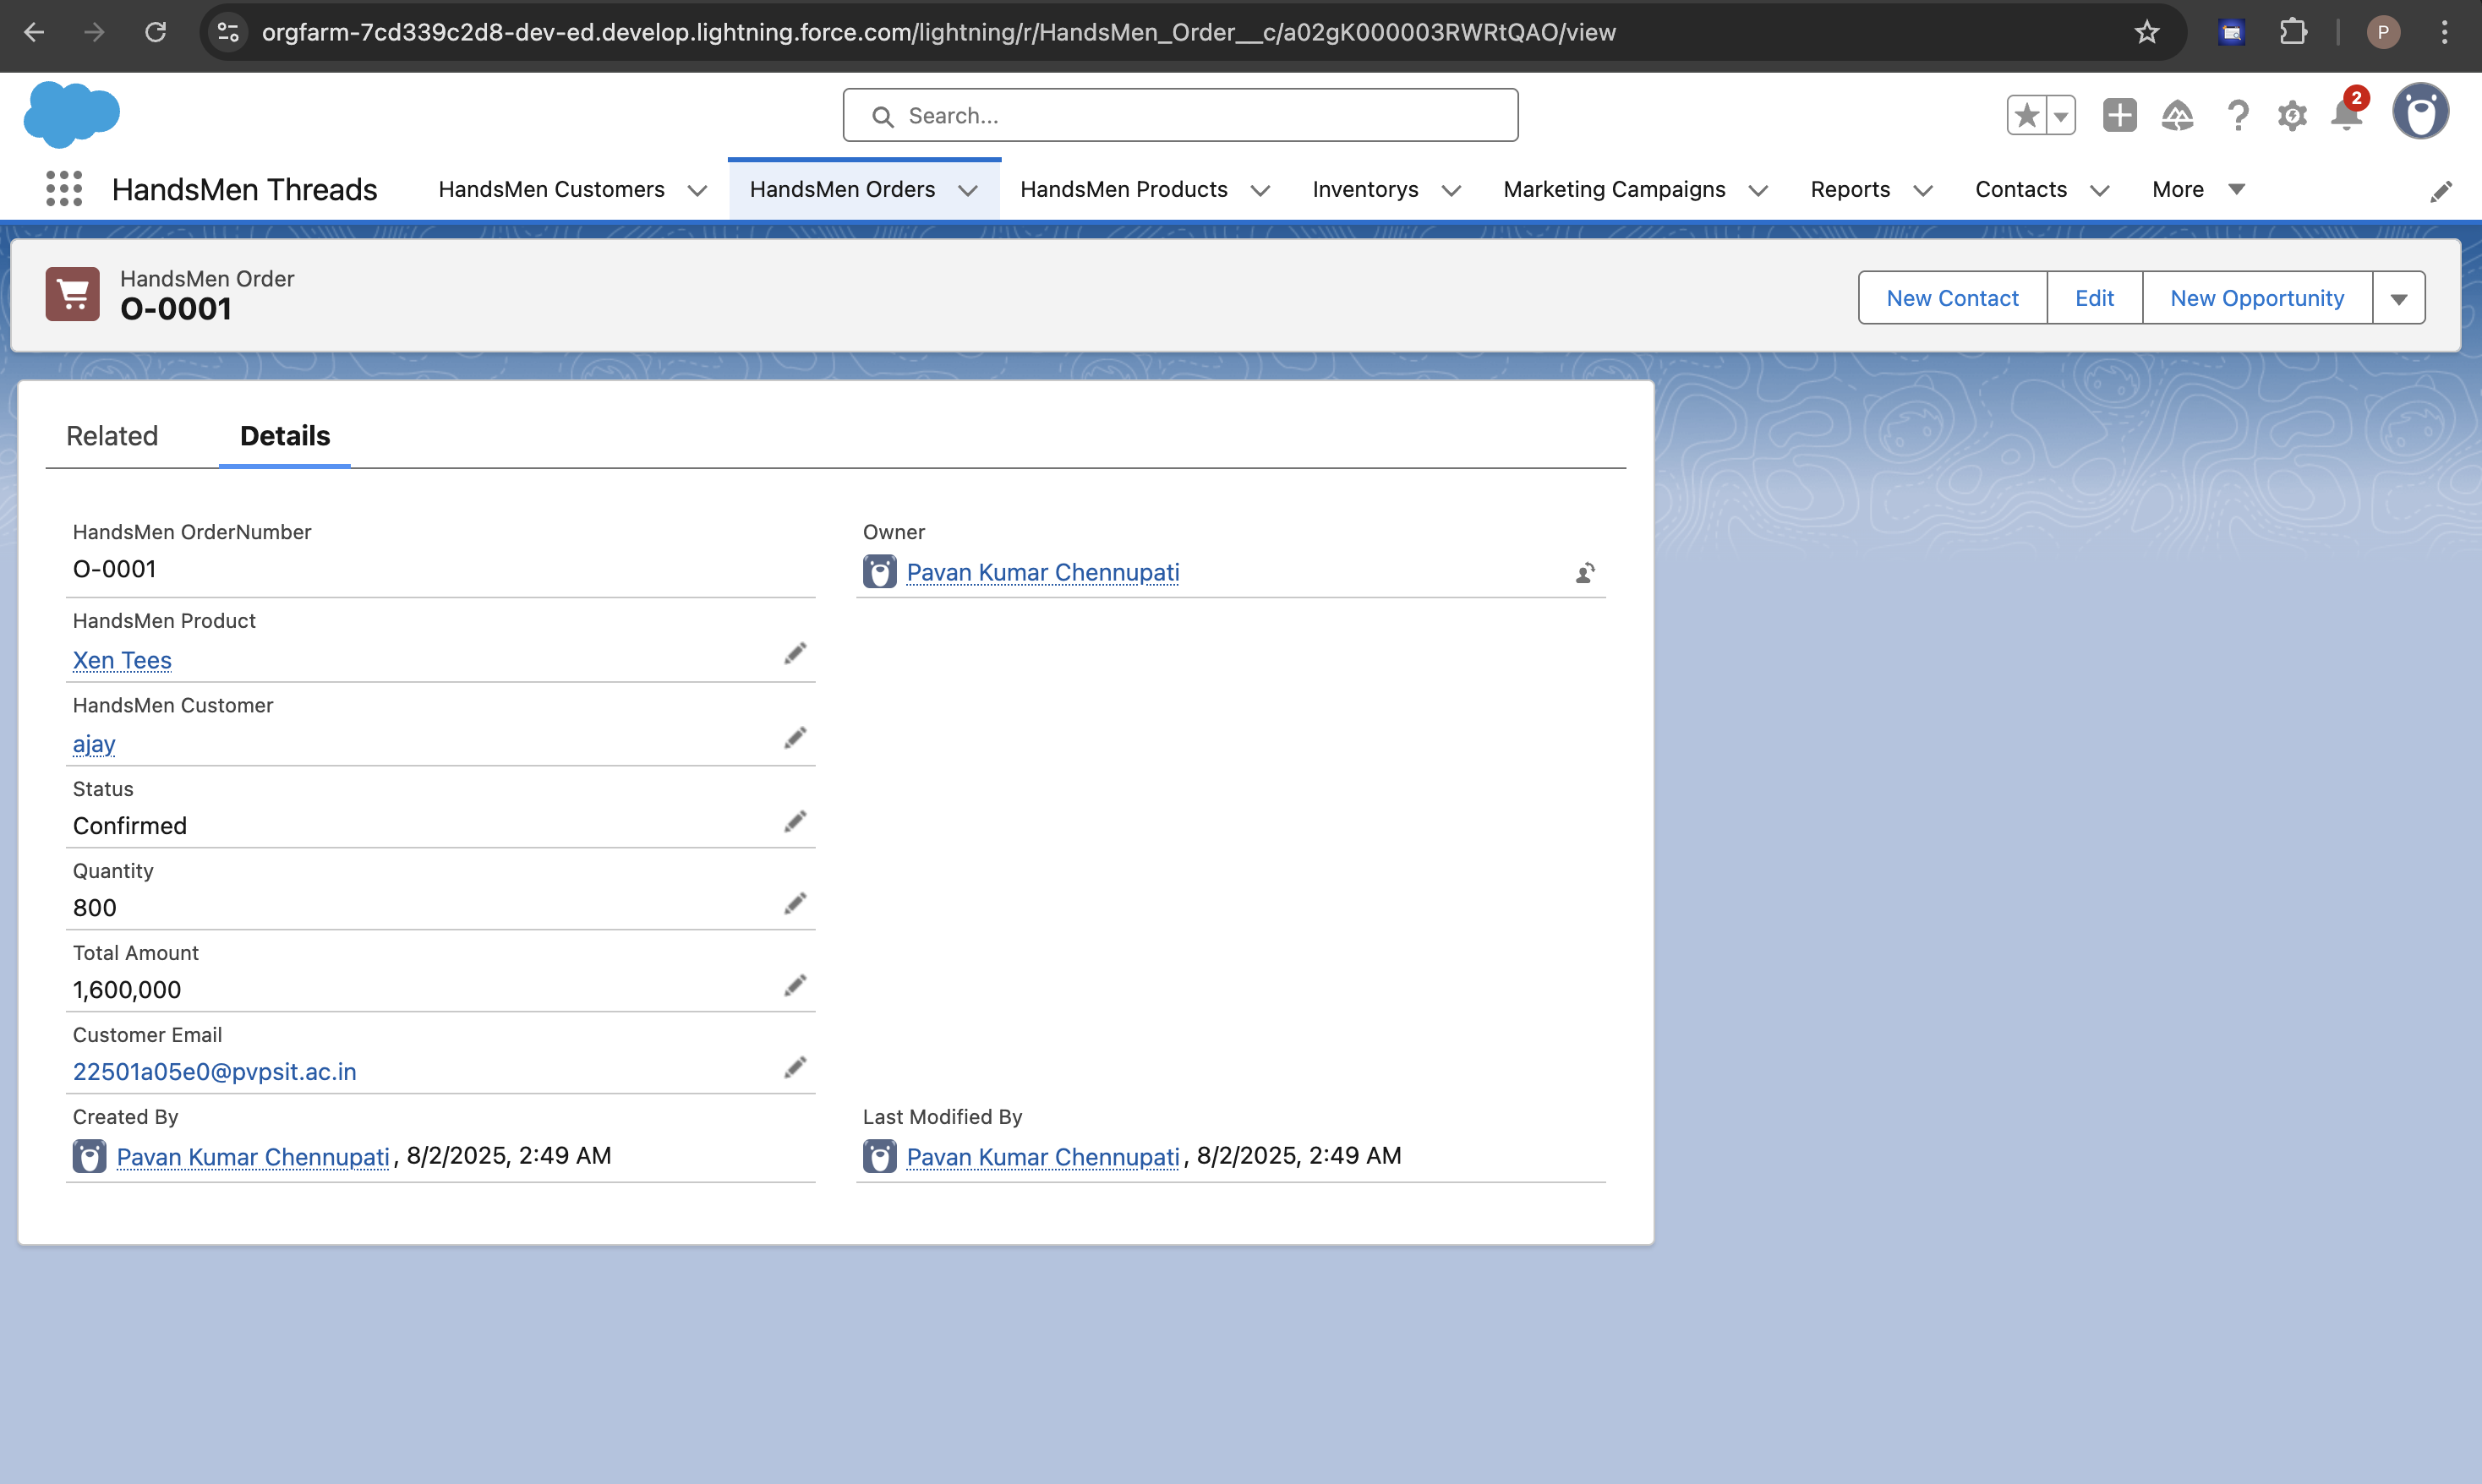 orgfarm-7cd339c2d8-dev-ed.develop.lightning.force.com/lightning/r/HandsMen_Order__c/a02gK000003RWRtQAO/view
P
Search...
2
HandsMen Threads
HandsMen Customers
HandsMen Orders
HandsMen Products
Inventorys
Marketing Campaigns
Reports
Contacts
More
HandsMen Order
O-0001
New Contact
Edit
New Opportunity
Related
Details
HandsMen OrderNumber
O-0001
Owner
Pavan Kumar Chennupati
HandsMen Product
Xen Tees
HandsMen Customer
ajay
Status
Confirmed
Quantity
800
Total Amount
1,600,000
Customer Email
22501a05e0@pvpsit.ac.in
Created By
Pavan Kumar Chennupati, 8/2/2025, 2:49 AM
Last Modified By
Pavan Kumar Chennupati, 8/2/2025, 2:49 AM